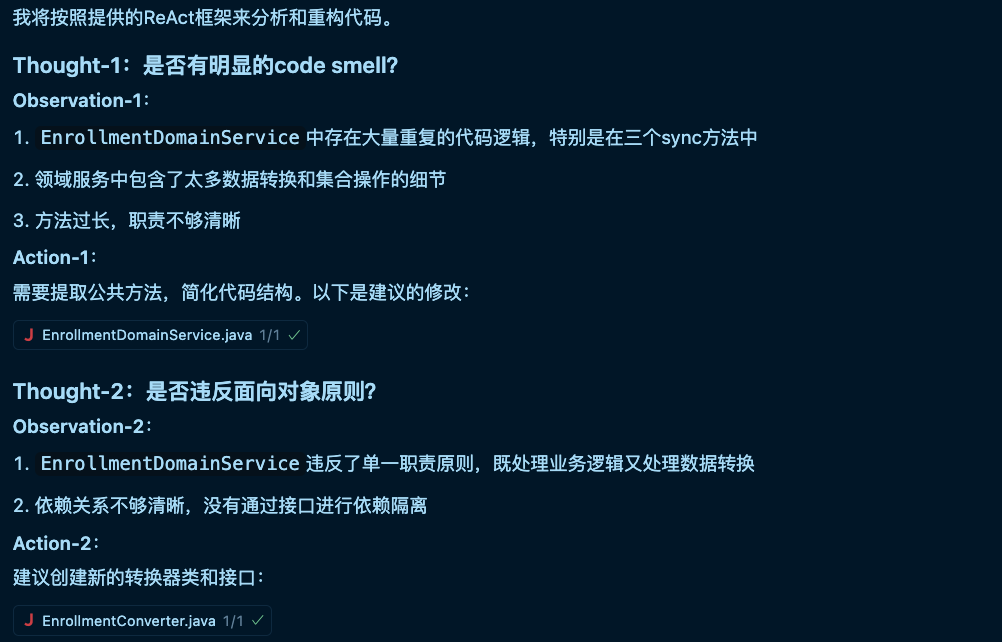 我将按照提供的ReAct框架来分析和重构代码。
Thought-1：是否有明显的code smell?
Observation-1：
1. EnrollmentDomainService 中存在大量重复的代码逻辑，特别是在三个sync方法中
2. 领域服务中包含了太多数据转换和集合操作的细节
3. 方法过长，职责不够清晰
Action-1：
需要提取公共方法，简化代码结构。以下是建议的修改：
J EnrollmentDomainService.java 1/1 ✓
Thought-2：是否违反面向对象原则?
Observation-2：
1. EnrollmentDomainService 违反了单一职责原则，既处理业务逻辑又处理数据转换
2. 依赖关系不够清晰，没有通过接口进行依赖隔离
Action-2：
建议创建新的转换器类和接口：
J EnrollmentConverter.java 1/1 ✓